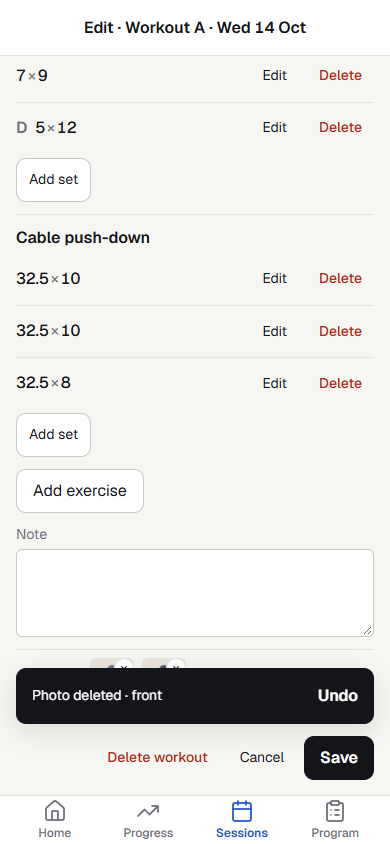 Edit · Workout A · Wed 14 Oct
7×9 Edit Delete
D 5×12 Edit Delete
Add set
Cable push-down
32.5×10 Edit Delete
32.5×10 Edit Delete
32.5×8 Edit Delete
Add set
Add exercise
Note
Photo deleted · front Undo
Delete workout Cancel Save
Home Progress Sessions Program